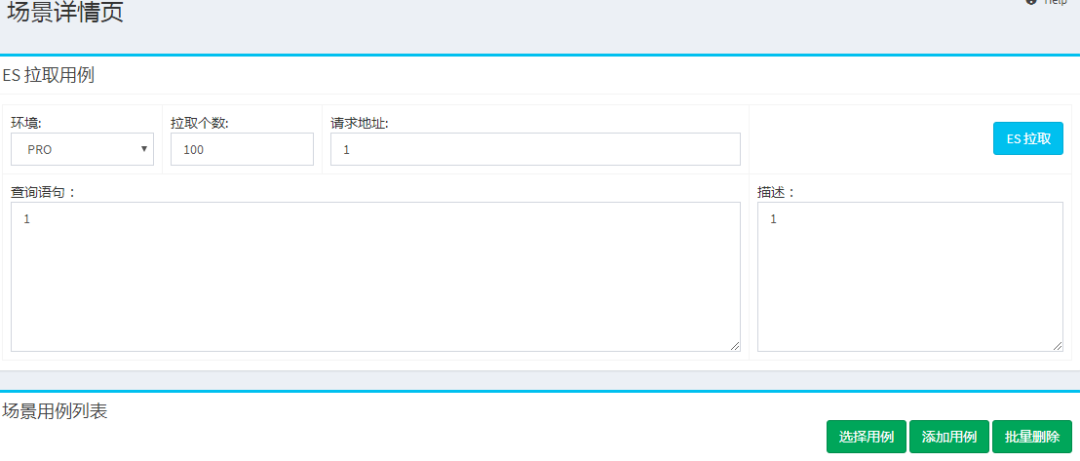 场景详情页
Help
ES 拉取用例
环境:
拉取个数:
请求地址:
PRO
100
1
ES 拉取
查询语句：
描述：
1
1
场景用例列表
选择用例
添加用例
批量删除